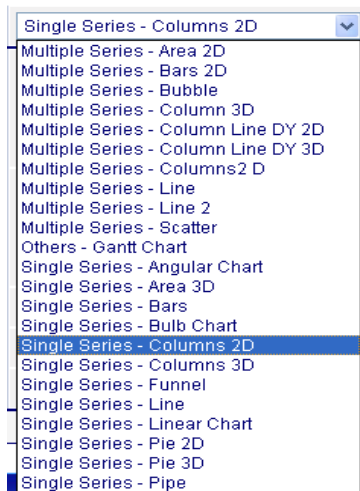 Single Series - Columns 2D
Multiple Series - Area 2D
Multiple Series - Bars 2D
Multiple Series - Bubble
Multiple Series - Column 3D
Multiple Series - Column Line DY 2D
Multiple Series - Column Line DY 3D
Multiple Series - Columns2 D
Multiple Series - Line
Multiple Series - Line 2
Multiple Series - Scatter
Others - Gantt Chart
Single Series - Angular Chart
Single Series - Area 3D
Single Series - Bars
Single Series - Bulb Chart
Single Series - Columns 2D
Single Series - Columns 3D
Single Series - Funnel
Single Series - Line
Single Series - Linear Chart
Single Series - Pie 2D
Single Series - Pie 3D
Single Series - Pipe